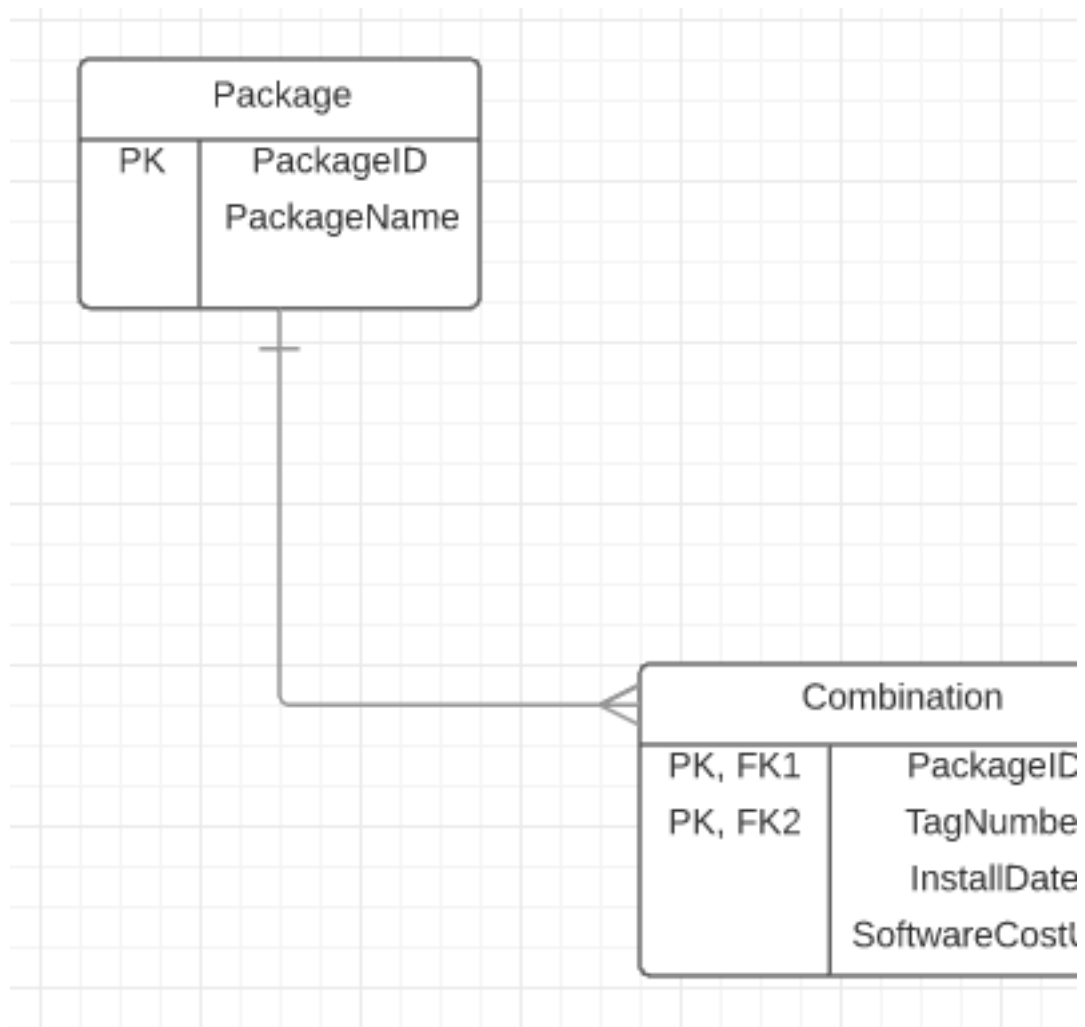 Package
PK PackageID
PackageName
Combination
PK, FK1 PackageID
PK, FK2 TagNumbe
InstallDate
SoftwareCost